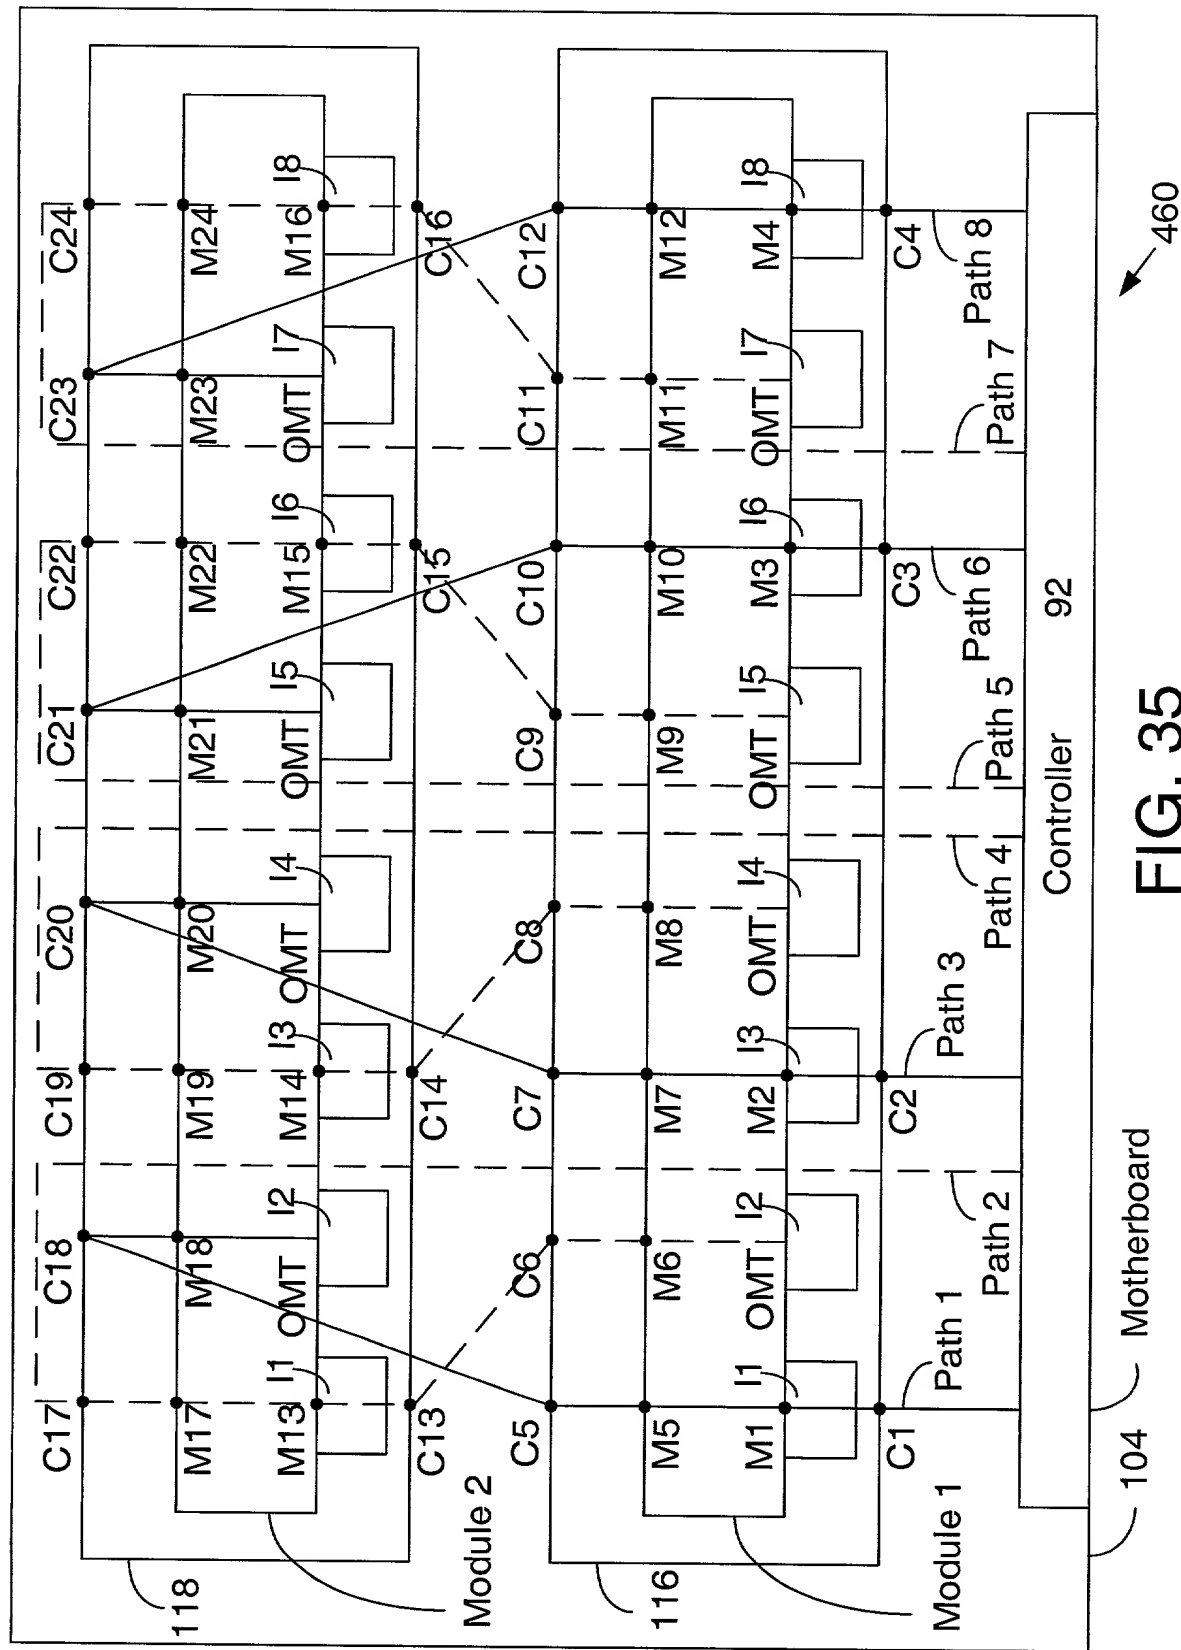 C17 C18 C19 C20 C21 C22 C23 C24
M17 M18 M19 M20 M21 M22 M23 M24
M13 I1 OMT I2 M14 I3 OMT I4 OMT I5 M15 I6 OMT I7 M16 I8
118
Module 2
C13 C14 C15 C16
C5 C6 C7 C8 C9 C10 C11 C12
M5 M6 M7 M8 M9 M10 M11 M12
M1 I1 OMT I2 M2 I3 OMT I4 OMT I5 M3 I6 OMT I7 M4 I8
116
Module 1
C1 C2 C3 C4
Path 1 Path 2 Path 3 Path 4 Path 5 Path 6 Path 7 Path 8
Controller 92
104 Motherboard
460
FIG. 35